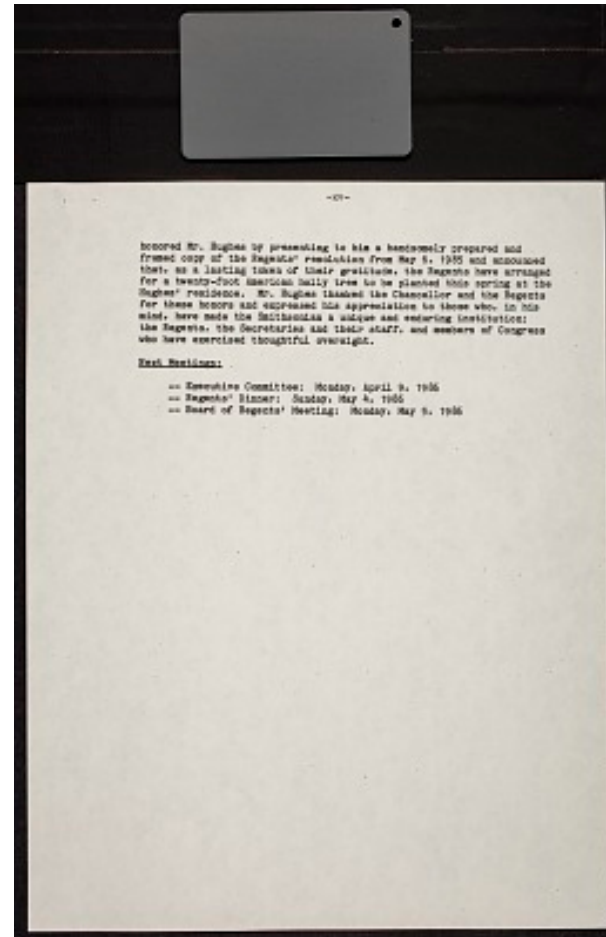 honored Mr. Hughes by presenting to him a handsomely prepared and
framed copy of the Regents' resolution from May 6, 1985 and announced
that, as a lasting token of their gratitude, the Regents have arranged
for a twenty-foot American holly tree to be planted this spring at the
Hughes' residence. Mr. Hughes thanked the Chancellor and the Regents
for these honors and expressed his appreciation to those who, in his
mind, have made the Smithsonian a unique and enduring institution:
the Regents, the Secretaries and their staff, and members of Congress
who have exercised thoughtful oversight.
Next Meetings:
-- Executive Committee: Monday, April 1986
-- Regents' Dinner: Sunday, May 4, 1986
-- Board of Regents' Meeting: Monday, May 5, 1986